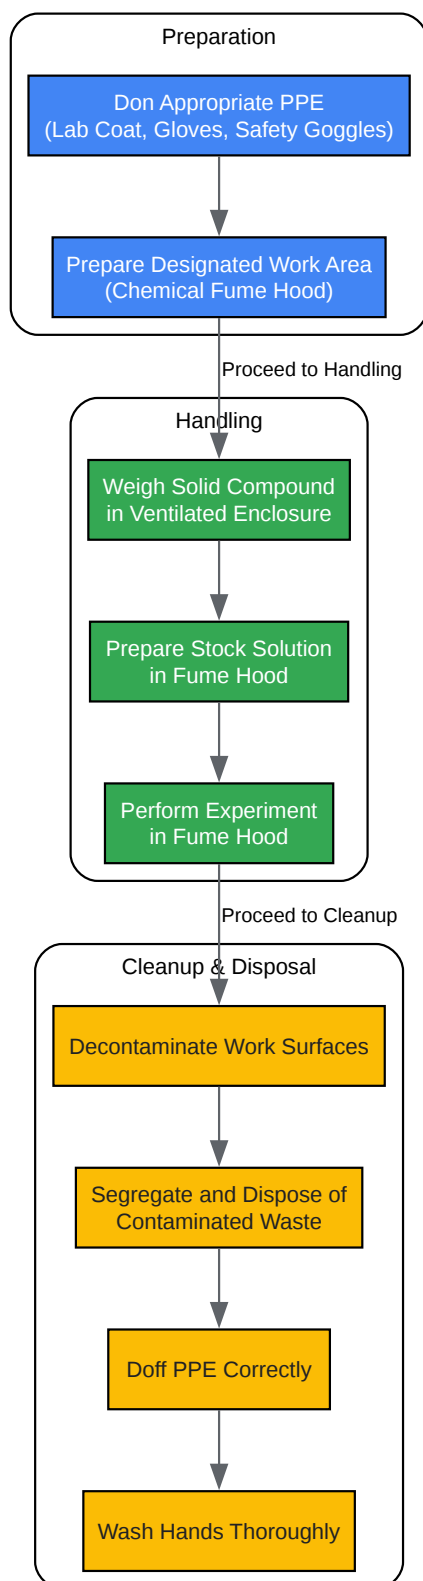 Preparation
Don Appropriate PPE
(Lab Coat, Gloves, Safety Goggles)
Prepare Designated Work Area
(Chemical Fume Hood)
Proceed to Handling
Handling
Weigh Solid Compound
in Ventilated Enclosure
Prepare Stock Solution
in Fume Hood
Perform Experiment
in Fume Hood
Proceed to Cleanup
Cleanup & Disposal
Decontaminate Work Surfaces
Segregate and Dispose of
Contaminated Waste
Doff PPE Correctly
Wash Hands Thoroughly